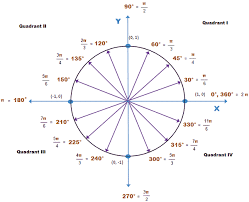 90° = π/2
Quadrant II
Y
Quadrant I
2π/3 = 120°
(0, 1)
60° = π/3
3π/4 = 135°
45° = π/4
5π/6 150°
30° = π/6
π = 180°
(-1, 0)
(1, 0)
0°, 360° = 2π
X
7π/6 = 210°
330° = 11π/6
5π/4 = 225°
315° = 7π/4
Quadrant III
4π/3 = 240°
(0, -1)
300° = 5π/3
Quadrant IV
270° = 3π/2